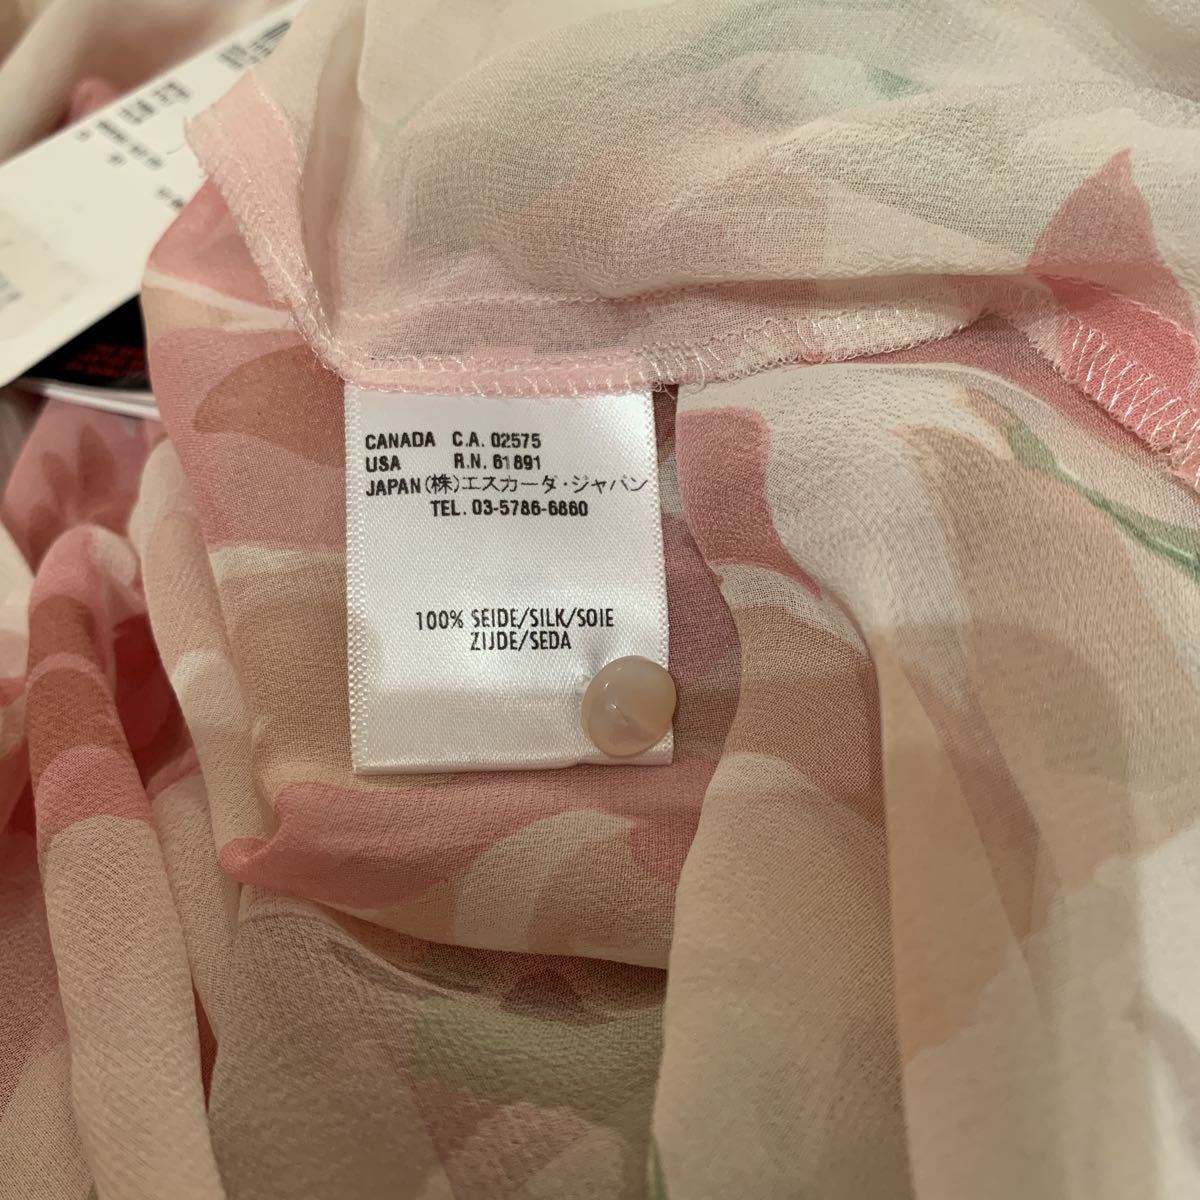 CANADA C.A. 02575
USA R.N. 61891
JAPAN (株)エスカーダ・ジャパン
TEL. 03-5786-6860
100% SEIDE/SILK/SOIE
ZIJDE/SEDA